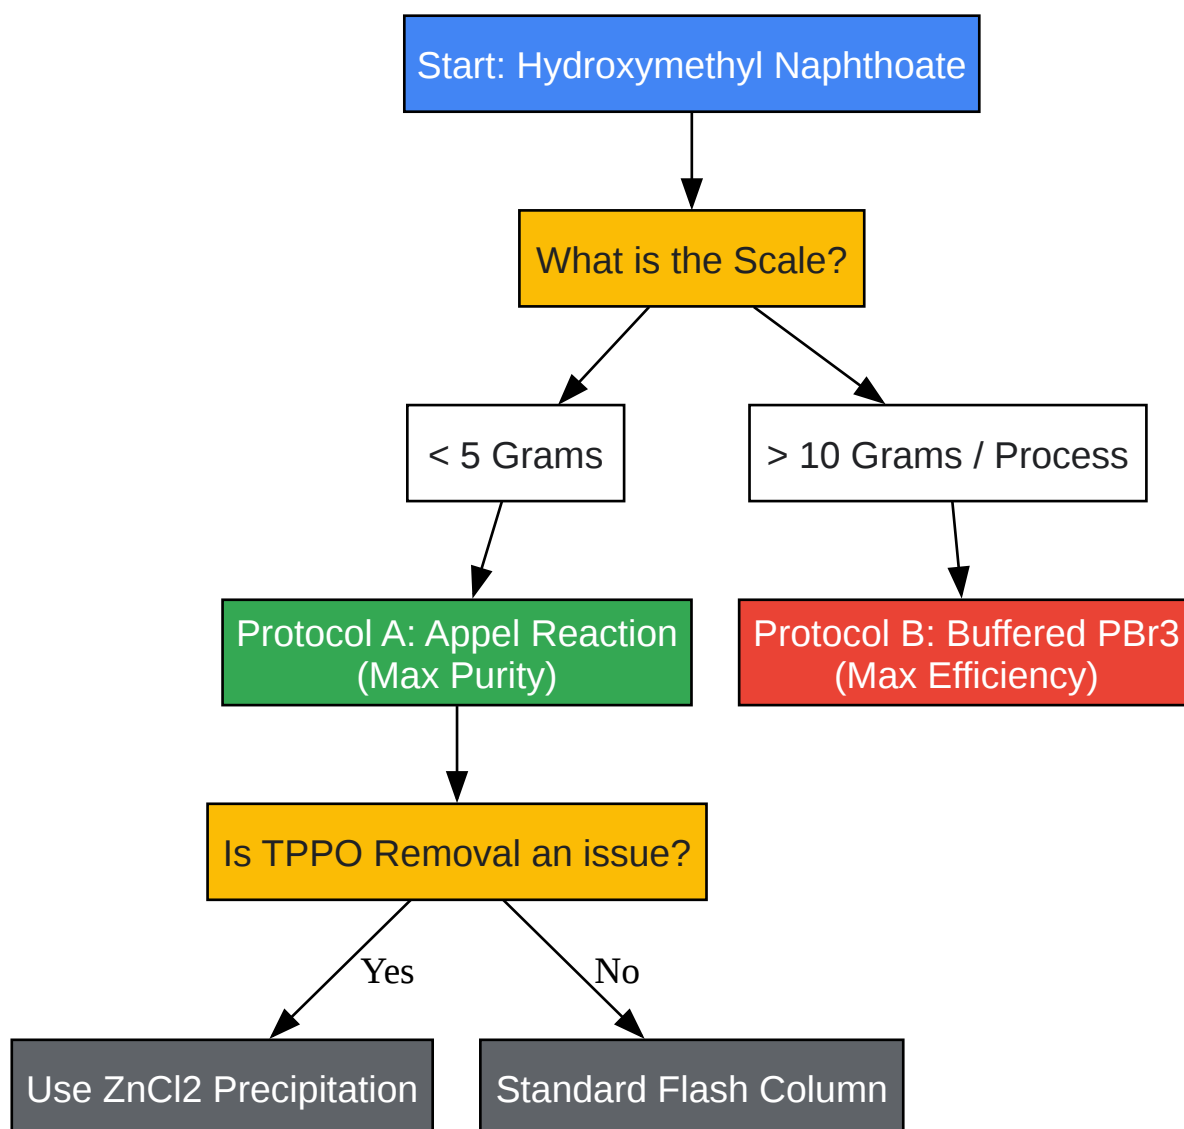 Start: Hydroxymethyl Naphthoate
What is the Scale?
< 5 Grams
> 10 Grams / Process
Protocol A: Appel Reaction
(Max Purity)
Protocol B: Buffered PBr3
(Max Efficiency)
Is TPPO Removal an issue?
Yes
No
Use ZnCl2 Precipitation
Standard Flash Column